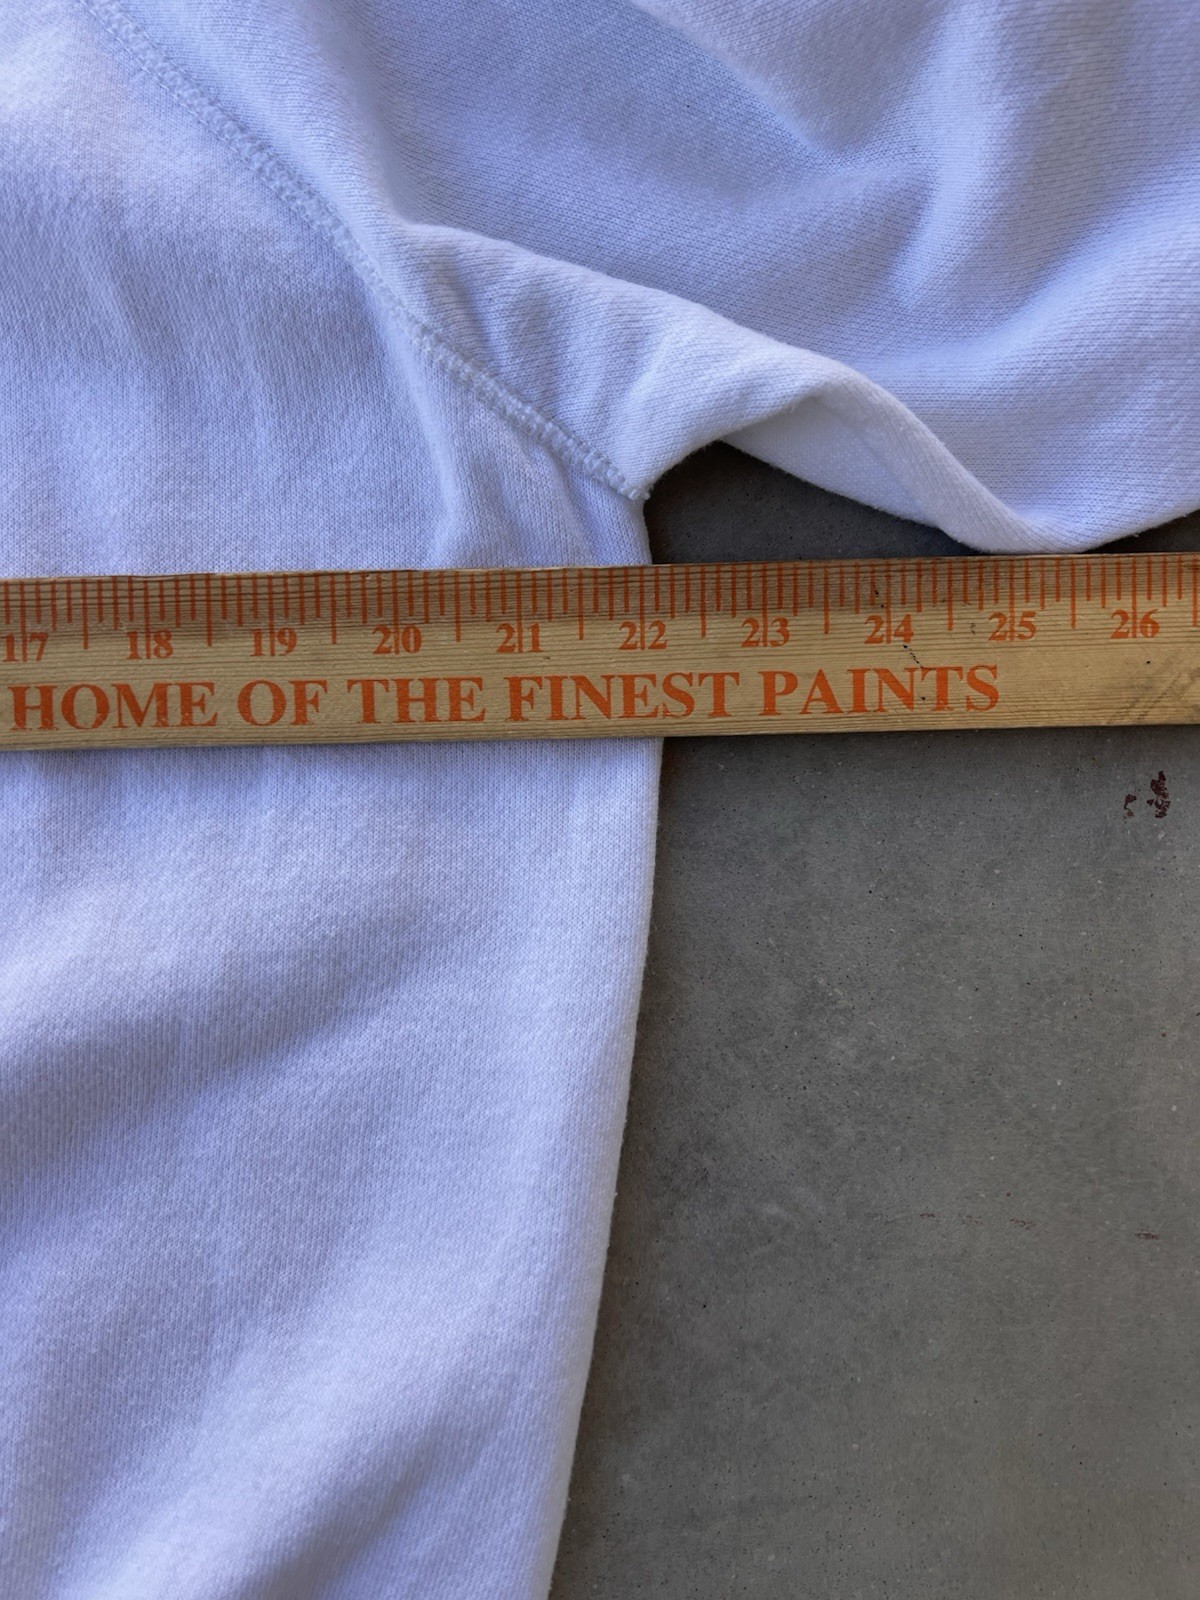 17 18 19 20 21 22 23 24 25 26
HOME OF THE FINEST PAINTS